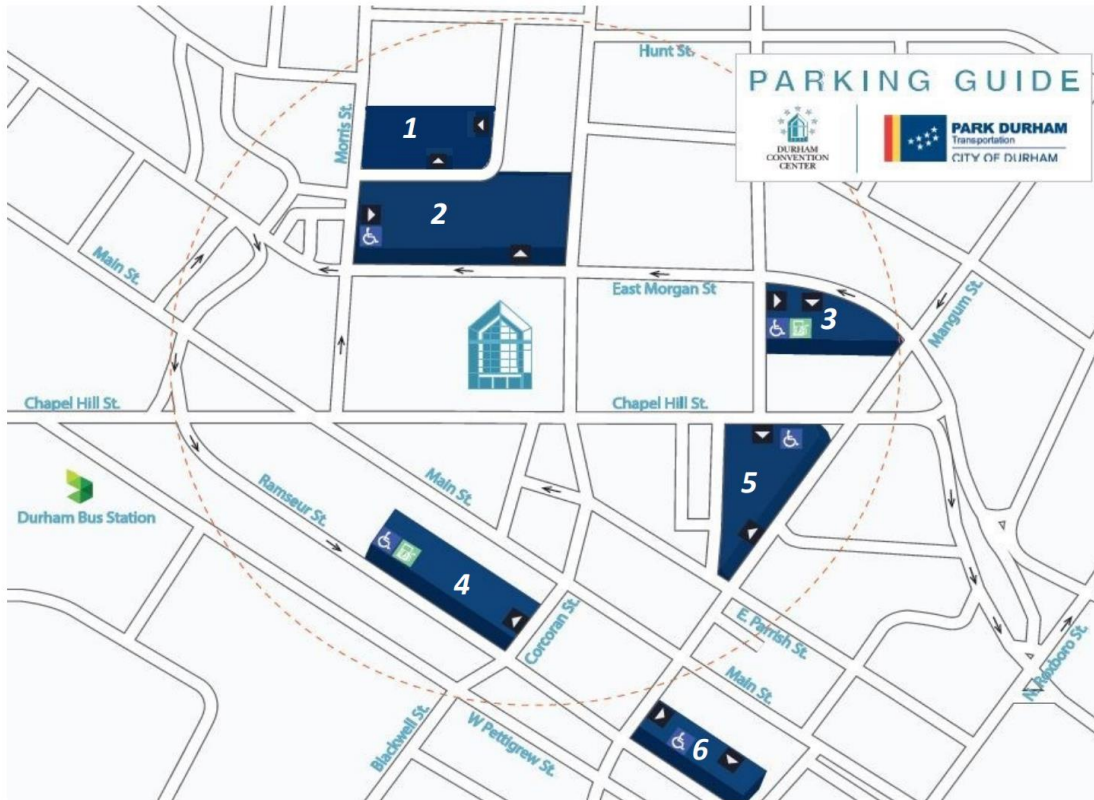 Hunt St.
PARKING GUIDE
DURHAM
CONVENTION
CENTER
PARK DURHAM
Transportation
CITY OF DURHAM
Morris St.
1
2
Main St.
East Morgan St
3
Mangum St.
Chapel Hill St.
Chapel Hill St.
Main St.
5
Ramseur St.
Durham Bus Station
4
Corcoran St.
E. Parrish St.
Main St.
N. Roxboro St.
Blackwell St.
W Pettigrew St.
6